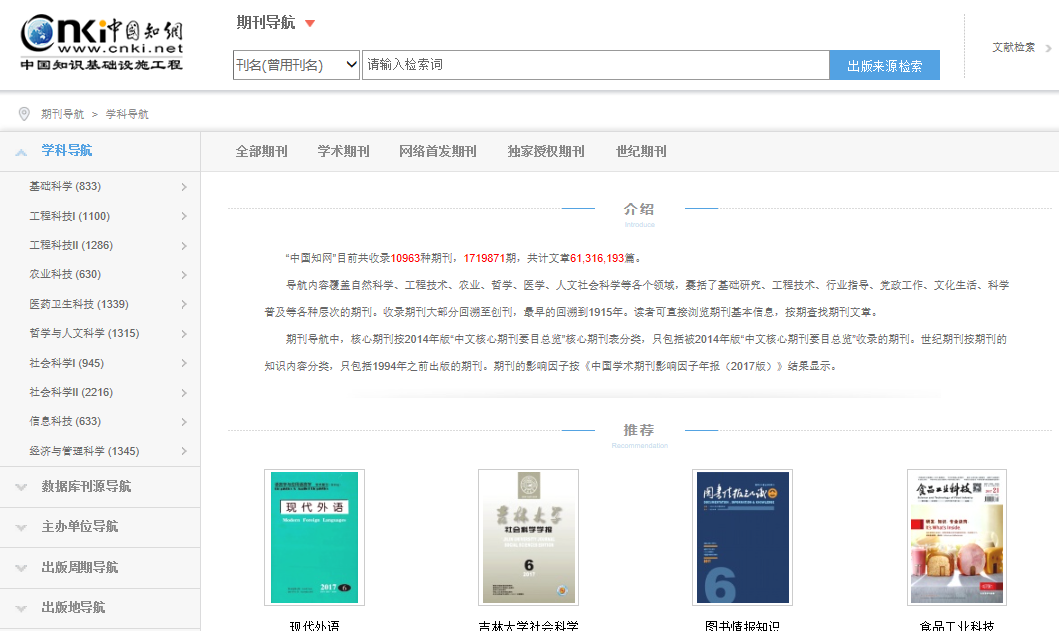 Cnki中国知网
www.cnki.net
中国知识基础设施工程
期刊导航
刊名(曾用刊名)
请输入检索词
出版来源检索
文献检索
期刊导航 > 学科导航
学科导航
基础科学 (833)
工程科技I (1100)
工程科技II (1286)
农业科技 (630)
医药卫生科技 (1339)
哲学与人文科学 (1315)
社会科学I (945)
社会科学II (2216)
信息科技 (633)
经济与管理科学 (1345)
数据库刊源导航
主办单位导航
出版周期导航
出版地导航
全部期刊 学术期刊 网络首发期刊 独家授权期刊 世纪期刊
介绍
Introduce
“中国知网”目前共收录10963种期刊，1719871期，共计文章61,316,193篇。
导航内容覆盖自然科学、工程技术、农业、哲学、医学、人文社会科学等各个领域，囊括了基础研究、工程技术、行业指导、党政工作、文化生活、科学
普及等各种层次的期刊。收录期刊大部分回溯至创刊，最早的回溯到1915年。读者可直接浏览期刊基本信息，按期查找期刊文章。
期刊导航中，核心期刊按2014年版“中文核心期刊要目总览”核心期刊表分类，只包括被2014年版“中文核心期刊要目总览”收录的期刊。世纪期刊按期刊的
知识内容分类，只包括1994年之前出版的期刊。期刊的影响因子按《中国学术期刊影响因子年报（2017版）》结果显示。
推荐
Recommendation
现代外语
Modern Foreign Languages
2017 6
吉林大学
社会科学学报
6
2017
图书情报知识
6
食品工业科技
It's What's Inside
现代外语
吉林大学社会科学
图书情报知识
食品工业科技